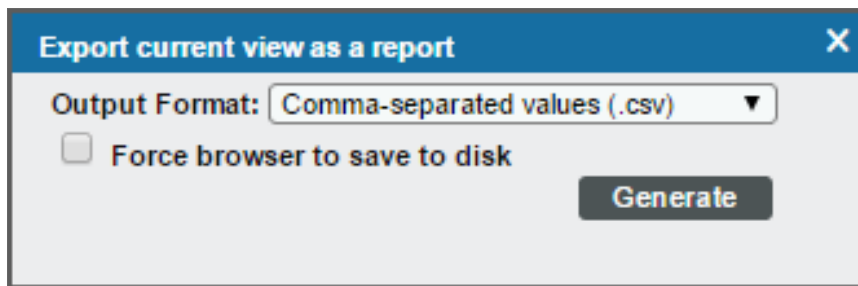 Export current view as a report
Output Format: Comma-separated values (.csv)
Force browser to save to disk
Generate